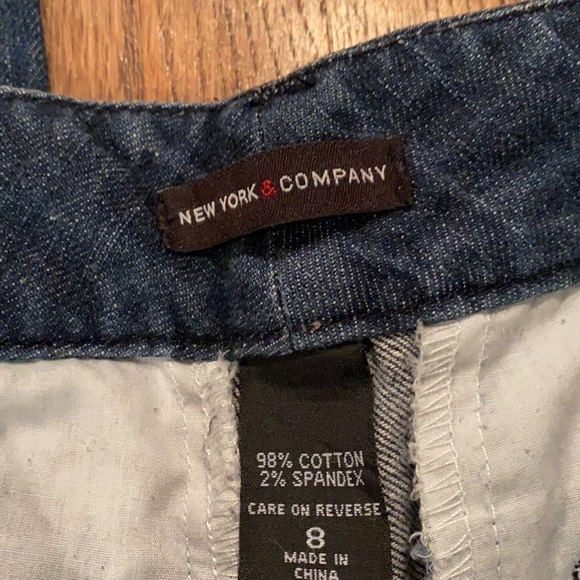 NEW YORK & COMPANY
98% COTTON
2% SPANDEX
CARE ON REVERSE
8
MADE IN
CHINA